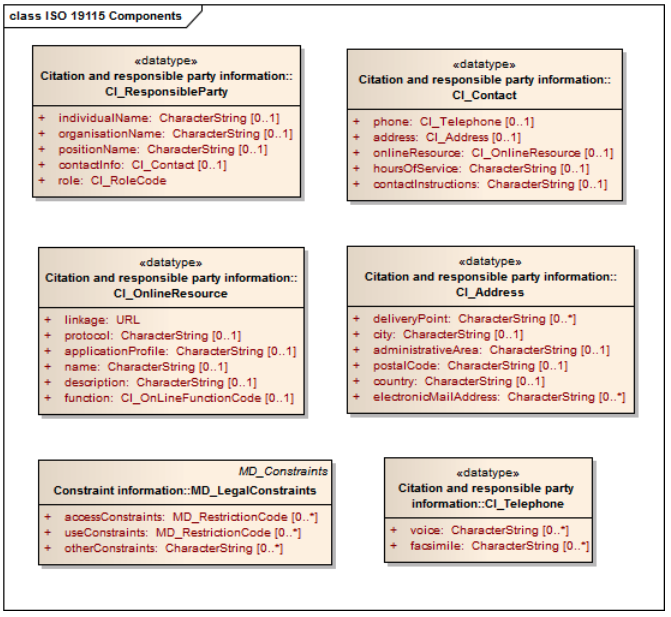 class ISO 19115 Components
«datatype»
Citation and responsible party information::
CI_ResponsibleParty
+ individualName: CharacterString [0..1]
+ organisationName: CharacterString [0..1]
+ positionName: CharacterString [0..1]
+ contactInfo: CI_Contact [0..1]
+ role: CI_RoleCode
«datatype»
Citation and responsible party information::
CI_Contact
+ phone: CI_Telephone [0..1]
+ address: CI_Address [0..1]
+ onlineResource: CI_OnlineResource [0..1]
+ hoursOfService: CharacterString [0..1]
+ contactInstructions: CharacterString [0..1]
«datatype»
Citation and responsible party information::
CI_OnlineResource
+ linkage: URL
+ protocol: CharacterString [0..1]
+ applicationProfile: CharacterString [0..1]
+ name: CharacterString [0..1]
+ description: CharacterString [0..1]
+ function: CI_OnLineFunctionCode [0..1]
«datatype»
Citation and responsible party information::
CI_Address
+ deliveryPoint: CharacterString [0..*]
+ city: CharacterString [0..1]
+ administrativeArea: CharacterString [0..1]
+ postalCode: CharacterString [0..1]
+ country: CharacterString [0..1]
+ electronicMailAddress: CharacterString [0..*]
MD_Constraints
Constraint information::MD_LegalConstraints
+ accessConstraints: MD_RestrictionCode [0..*]
+ useConstraints: MD_RestrictionCode [0..*]
+ otherConstraints: CharacterString [0..*]
«datatype»
Citation and responsible party
information::CI_Telephone
+ voice: CharacterString [0..*]
+ facsimile: CharacterString [0..*]